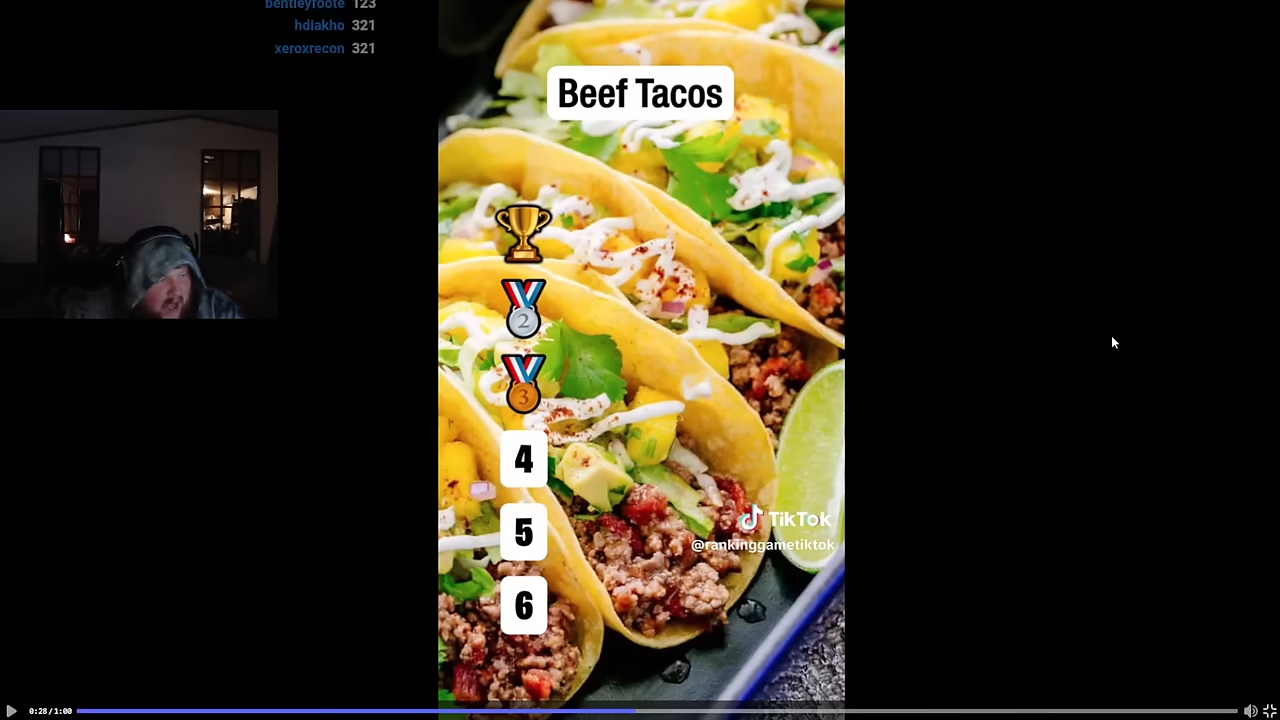 bentleyfoote 123
hdlakho 321
xeroxrecon 321
Beef Tacos
2
3
4
5
6
TikTok
@rankinggametiktok
0:28/1:00